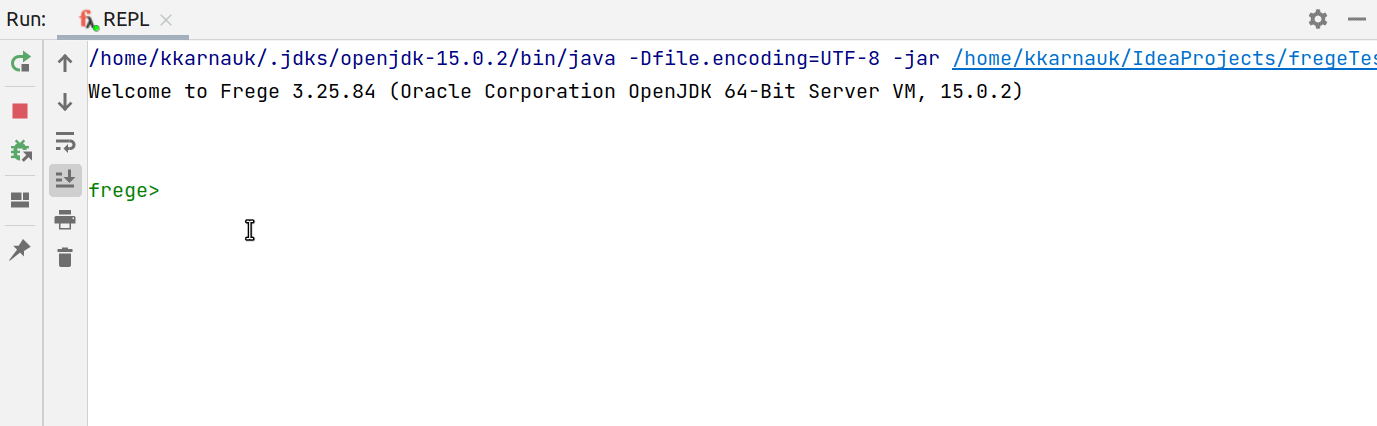 Run: REPL
/home/kkarnauk/.jdks/openjdk-15.0.2/bin/java -Dfile.encoding=UTF-8 -jar /home/kkarnauk/IdeaProjects/fregeTes
Welcome to Frege 3.25.84 (Oracle Corporation OpenJDK 64-Bit Server VM, 15.0.2)
frege>